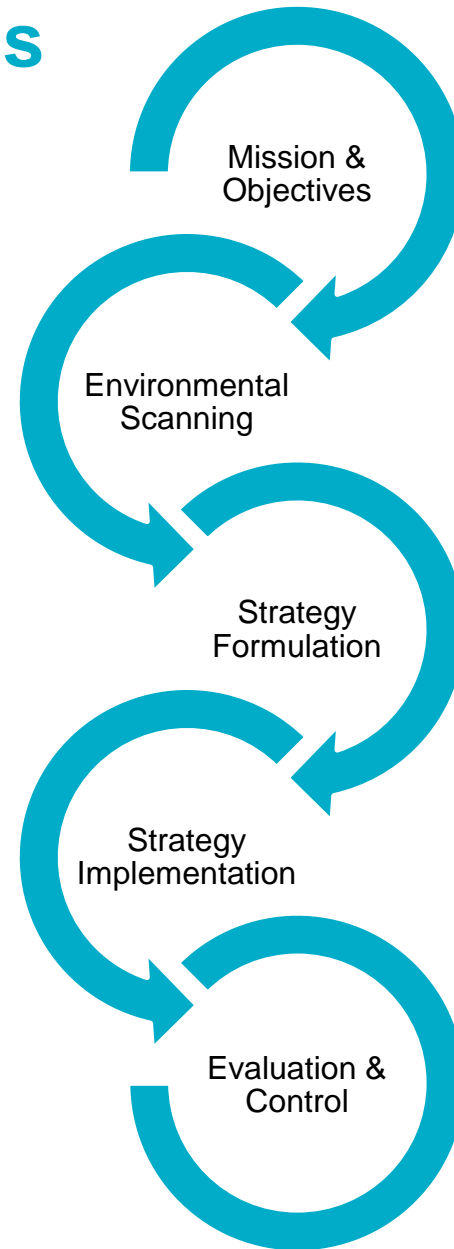 s
Mission &
Objectives
Environmental
Scanning
Strategy
Formulation
Strategy
Implementation
Evaluation &
Control